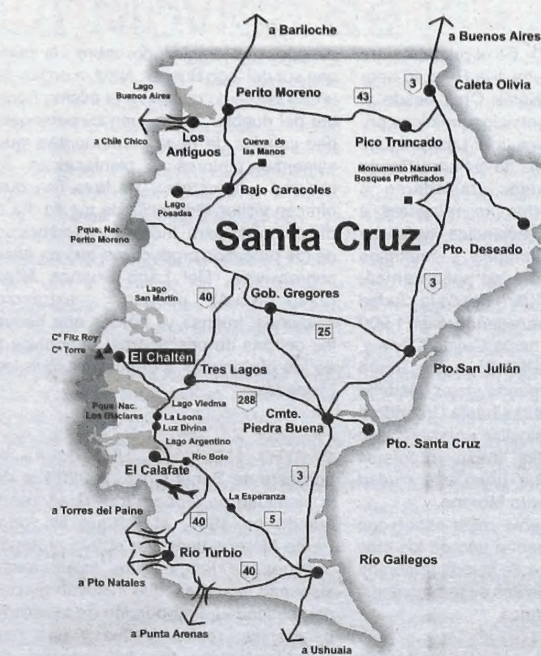 a Bariloche
a Buenos Aires
3
Caleta Olivia
Lago
Buenos Aires
Perito Moreno
43
a Chile Chico
Los
Antiguos
Pico Truncado
Cueva de
las Manos
Monumento Natural
Bosques Petrificados
Bajo Caracoles
Lago
Posadas
Pque. Nac.
Perito Moreno
Santa Cruz
Pto. Deseado
3
Lago
San Martín
40
Gob. Gregores
25
Cº Fitz Roy
Cº Torre
El Chaltén
Pto.San Julián
Tres Lagos
Pque. Nac.
Los Glaciares
Lago Viedma
288
La Leona
Luz Divina
Cmte.
Piedra Buena
Pto. Santa Cruz
Lago Argentino
Río Bote
El Calafate
3
La Esperanza
a Torres del Paine
40
5
Río Turbio
Río Gallegos
40
a Pto Natales
a Punta Arenas
a Ushuaia